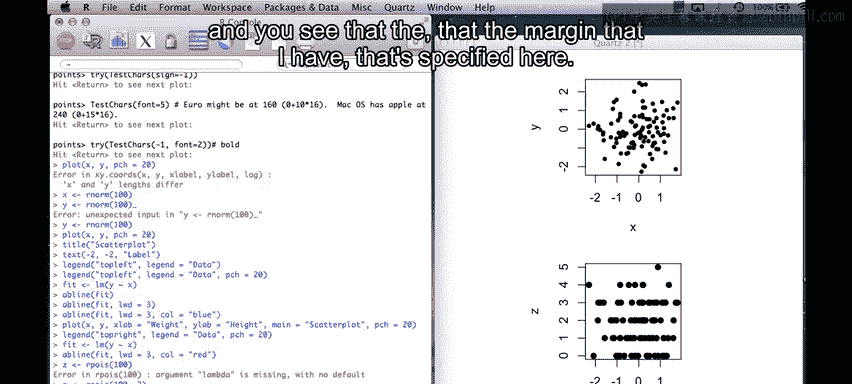 R File Edit Format Workspace Packages & Data Misc Quartz Window Help
100%
and you see that the, that the margin that
I have, that's specified here.
R Console
Quartz 2 [*]
points> try(TestChars(sign=-1))
Hit <Return> to see next plot:
points> TestChars(font=5) # Euro might be at 160 (0+10*16). Mac OS has apple at
240 (0+15*16).
Hit <Return> to see next plot:
points> try(TestChars(-1, font=2))# bold
Hit <Return> to see next plot:
> plot(x, y, pch = 20)
Error in xy.coords(x, y, xlabel, ylabel, log) :
'x' and 'y' lengths differ
> x <- rnorm(100)
> y <- rnorm(100)_
Error: unexpected input in "y <- rnorm(100)_"
> y <- rnorm(100)
> plot(x, y, pch = 20)
> title("Scatterplot")
> text(-2, -2, "Label")
> legend("topleft", legend = "Data")
> legend("topleft", legend = "Data", pch = 20)
> fit <- lm(y ~ x)
> abline(fit)
> abline(fit, lwd = 3)
> abline(fit, lwd = 3, col = "blue")
> plot(x, y, xlab = "Weight", ylab = "Height", main = "Scatterplot", pch = 20)
> legend("topright", legend = "Data", pch = 20)
> fit <- lm(y ~ x)
> abline(fit, lwd = 3, col = "red")
> z <- rpois(100)
Error in rpois(100) : argument "lambda" is missing, with no default
2
0
-2
y
-2 -1 0 1
x
5
4
3
2
1
0
z
-2 -1 0 1